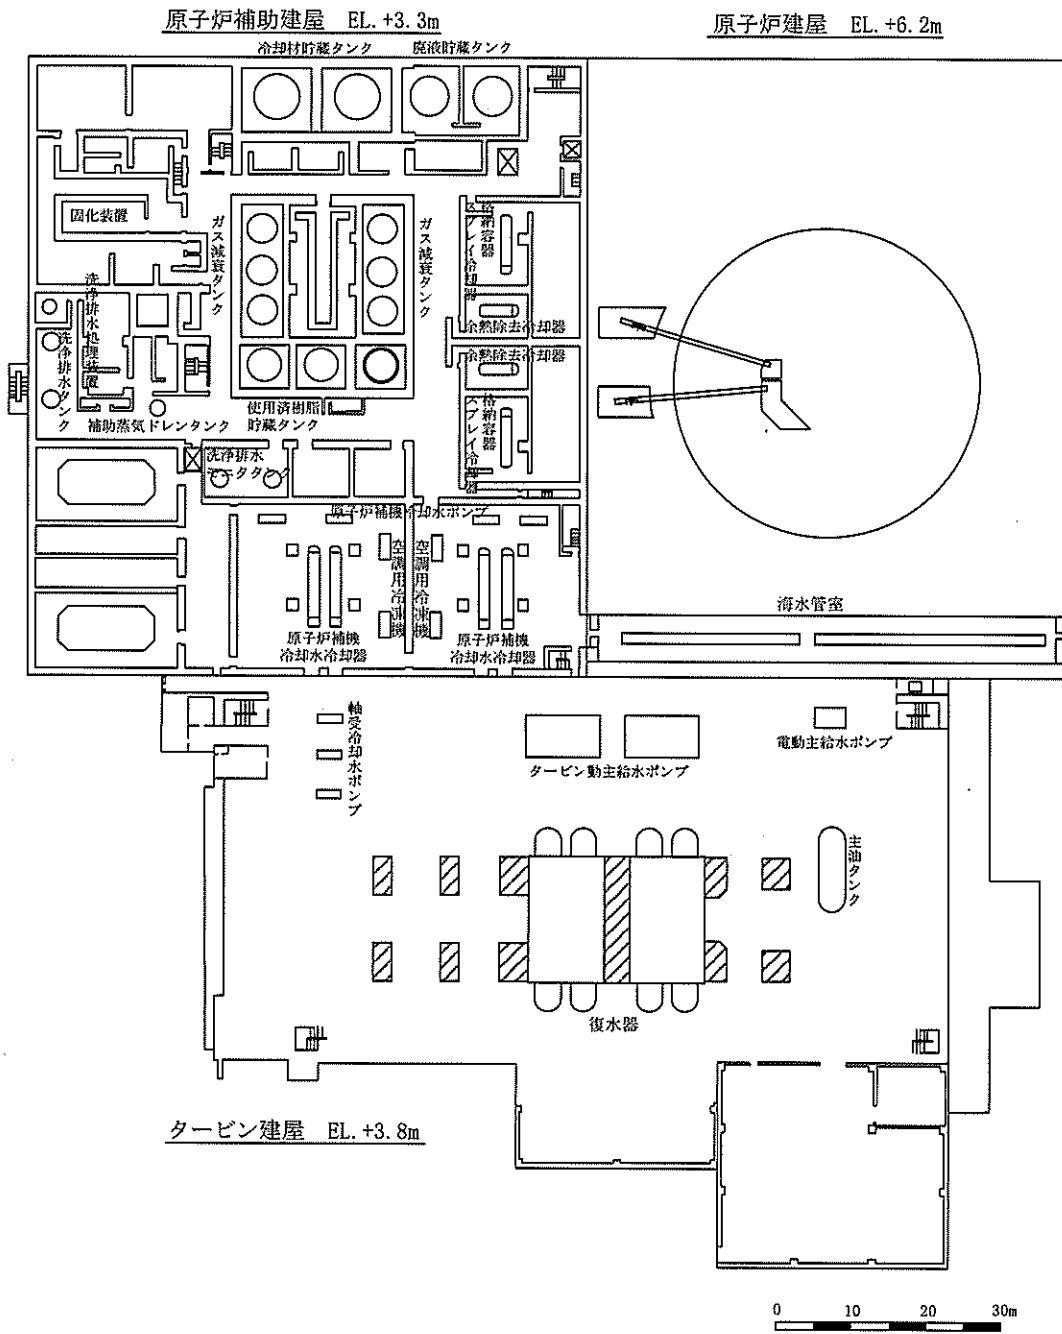 原子炉補助建屋 EL.+3.3m
原子炉建屋 EL.+6.2m
冷却材貯蔵タンク
廃液貯蔵タンク
固化装置
ガス減衰タンク
ガス減衰タンク
格納容器
スプレイ冷却器
余熱除去冷却器
余熱除去冷却器
格納容器
スプレイ冷却器
洗浄排水処理装置
洗浄排水タンク
補助蒸気ドレンタンク
使用済樹脂
貯蔵タンク
洗浄排水
モニタタンク
原子炉補機冷却水ポンプ
空調用冷凍機
空調用冷凍機
原子炉補機
冷却水冷却器
原子炉補機
冷却水冷却器
海水管室
軸受冷却水ポンプ
タービン動主給水ポンプ
電動主給水ポンプ
主油タンク
復水器
タービン建屋 EL.+3.8m
0 10 20 30m